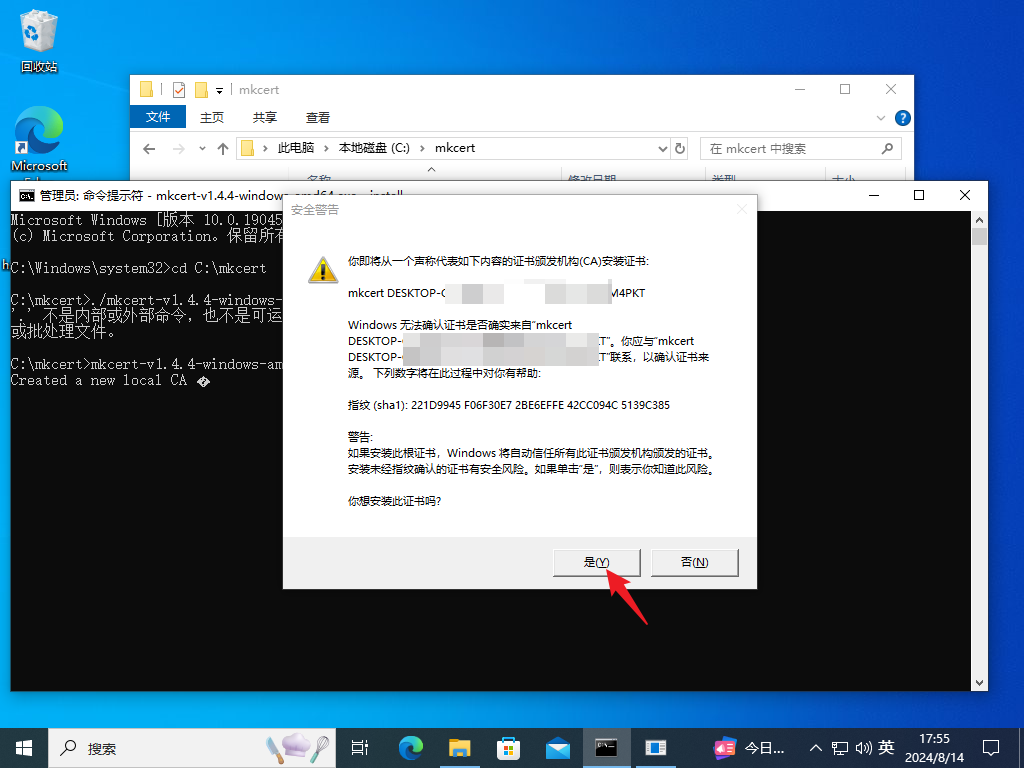 回收站
Microsoft
mkcert
文件
主页
共享
查看
此电脑 > 本地磁盘 (C:) > mkcert
在 mkcert 中搜索
名称
修改日期
类型
大小
管理员: 命令提示符 - mkcert-v1.4.4-windows-amd64.exe -install
Microsoft Windows [版本 10.0.19045
(c) Microsoft Corporation。保留所有
C:\Windows\system32>cd C:\mkcert
C:\mkcert>./mkcert-v1.4.4-windows-
'.' 不是内部或外部命令，也不是可运
或批处理文件。
C:\mkcert>mkcert-v1.4.4-windows-am
Created a new local CA �
安全警告
你即将从一个声称代表如下内容的证书颁发机构(CA)安装证书:
mkcert DESKTOP- M4PKT
Windows 无法确认证书是否确实来自"mkcert
DESKTOP- T"。你应与"mkcert
DESKTOP- T"联系，以确认证书来
源。 下列数字将在此过程中对你有帮助:
指纹 (sha1): 221D9945 F06F30E7 2BE6EFFE 42CC094C 5139C385
警告:
如果安装此根证书，Windows 将自动信任所有此证书颁发机构颁发的证书。
安装未经指纹确认的证书有安全风险。如果单击"是"，则表示你知道此风险。
你想安装此证书吗?
是(Y)
否(N)
搜索
今日...
英
17:55
2024/8/14